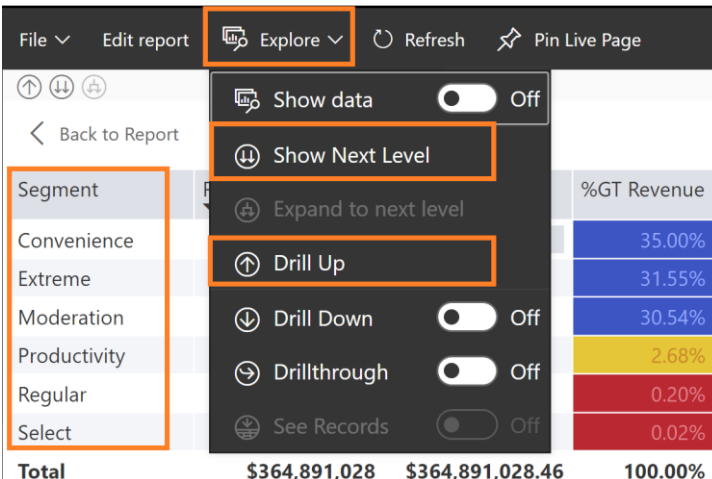 File Edit report Explore Refresh Pin Live Page
Show data Off
Back to Report
Show Next Level
Segment %GT Revenue
Expand to next level
Convenience 35.00%
Drill Up
Extreme 31.55%
Moderation Drill Down Off 30.54%
Productivity 2.68%
Drillthrough Off
Regular 0.20%
Select See Records Off 0.02%
Total $364,891,028 $364,891,028.46 100.00%